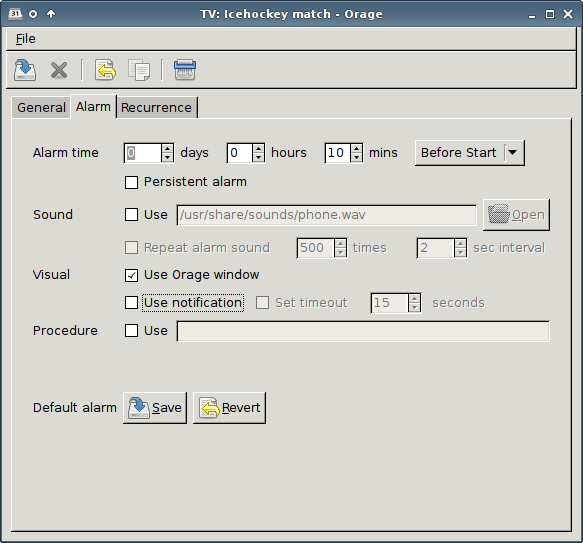 31 TV: Icehockey match - Orage
File
General Alarm Recurrence
Alarm time 0 days 0 hours 10 mins Before Start
Persistent alarm
Sound Use /usr/share/sounds/phone.wav Open
Repeat alarm sound 500 times 2 sec interval
Visual Use Orage window
Use notification Set timeout 15 seconds
Procedure Use
Default alarm Save Revert